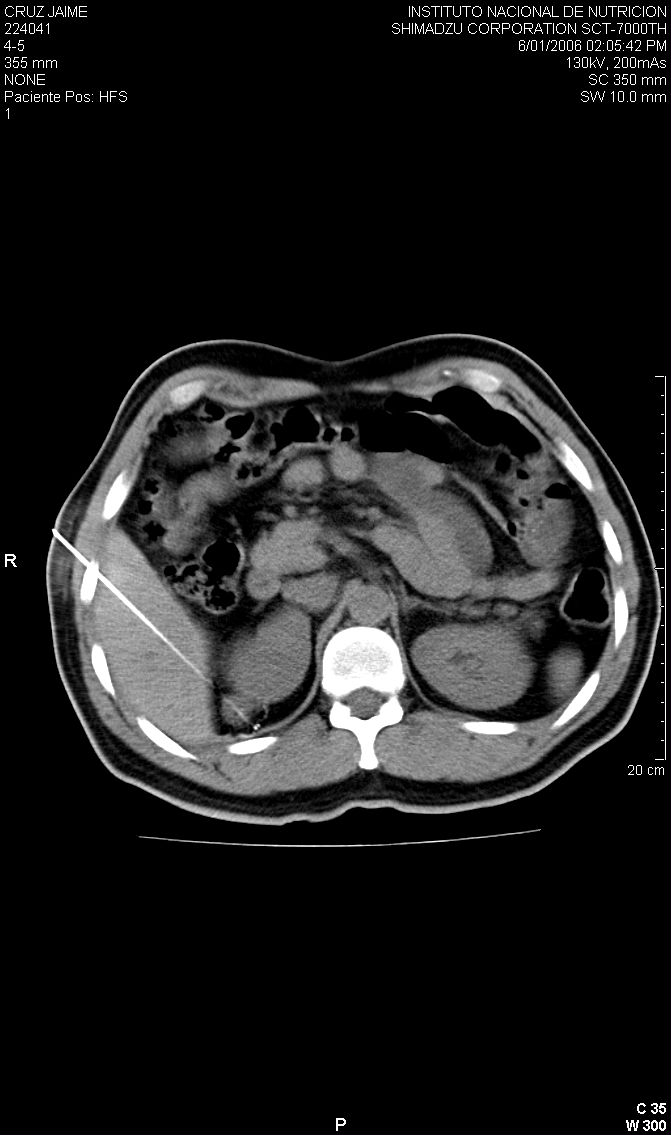 CRUZ JAIME
224041
4-5
355 mm
NONE
Paciente Pos: HFS
1
INSTITUTO NACIONAL DE NUTRICION
SHIMADZU CORPORATION SCT-7000TH
6/01/2006 02:05:42 PM
130kV, 200mAs
SC 350 mm
SW 10.0 mm
R
20 cm
P
C 35
W 300